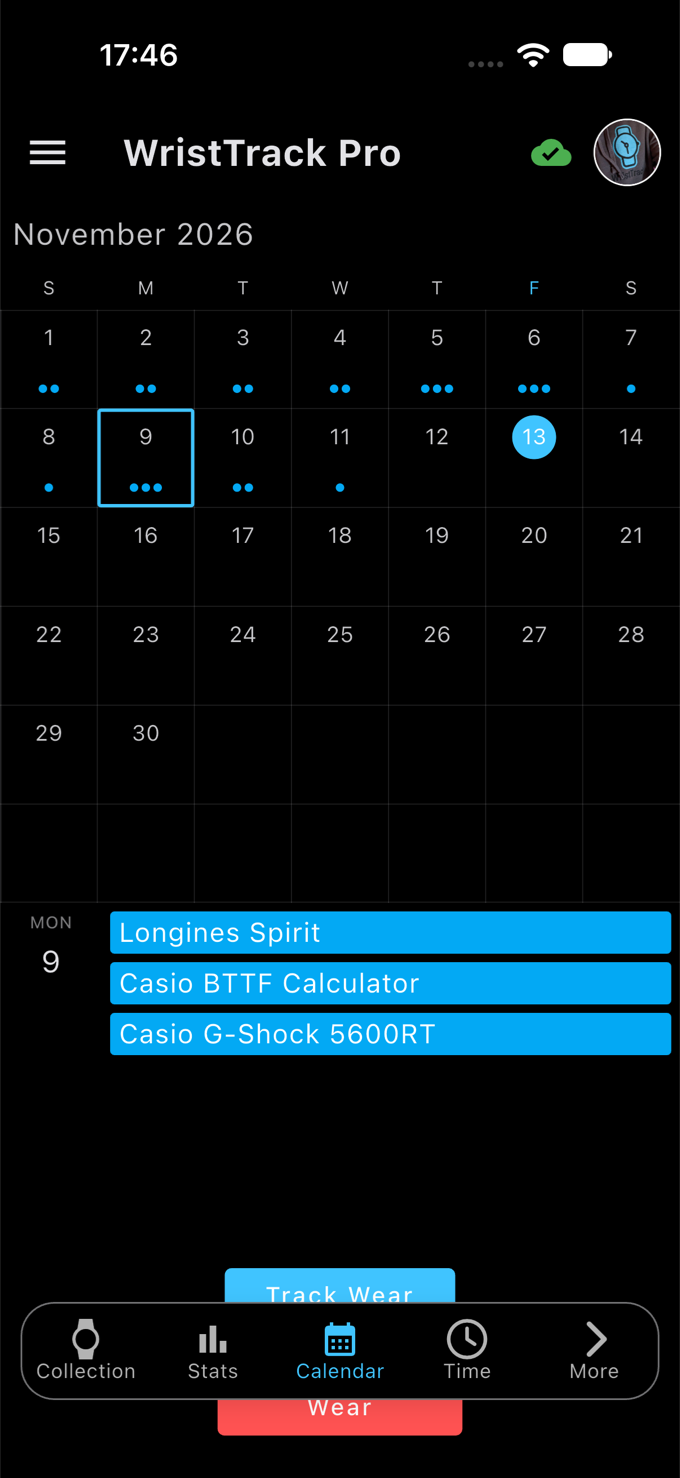 17:46
WristTrack Pro
November 2026
S M T W T F S
1 2 3 4 5 6 7
8 9 10 11 12 13 14
15 16 17 18 19 20 21
22 23 24 25 26 27 28
29 30
MON
9
Longines Spirit
Casio BTTF Calculator
Casio G-Shock 5600RT
Track Wear
Collection Stats Calendar Time More
Wear